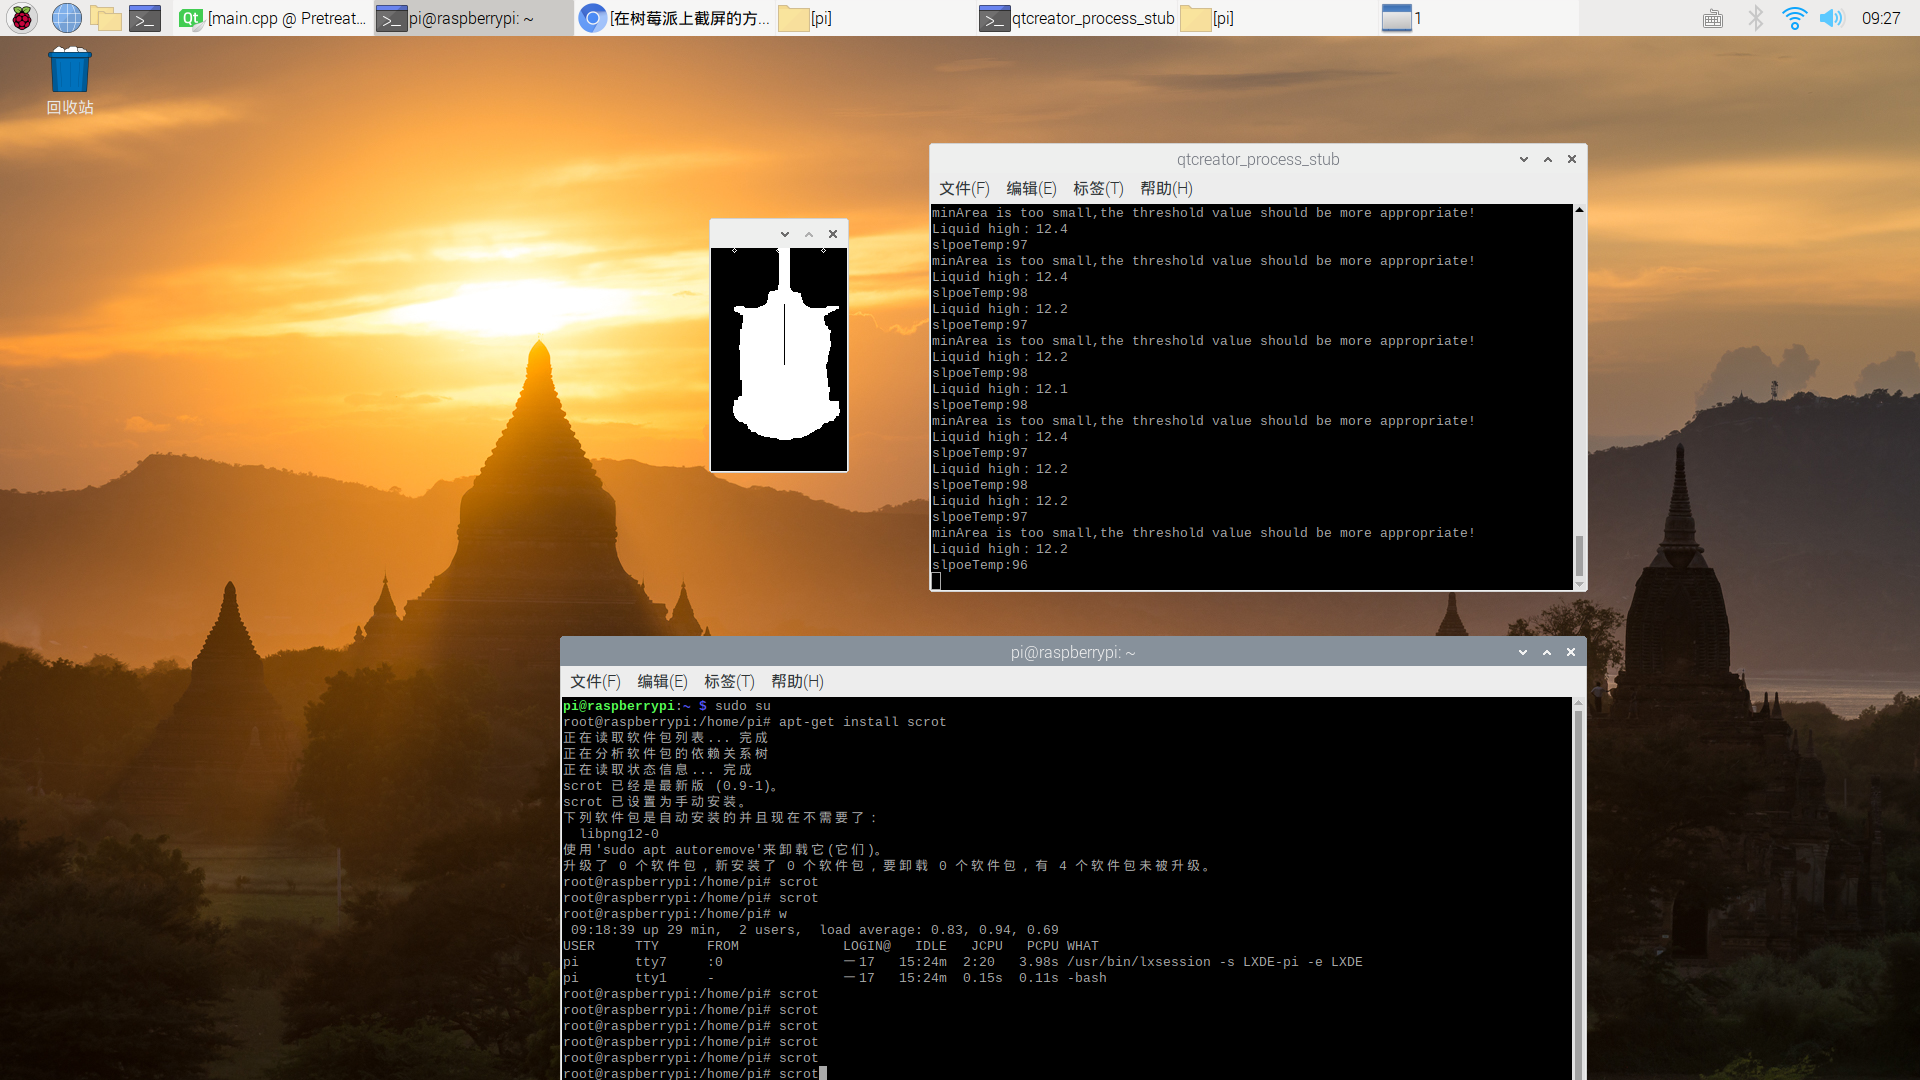 [main.cpp @ Pretreat...
pi@raspberrypi: ~
[在树莓派上截屏的方...
[pi]
qtcreator_process_stub
[pi]
1
09:27
回收站
qtcreator_process_stub
文件(F) 编辑(E) 标签(T) 帮助(H)
minArea is too small,the threshold value should be more appropriate!
Liquid high：12.4
slpoeTemp:97
minArea is too small,the threshold value should be more appropriate!
Liquid high：12.4
slpoeTemp:98
Liquid high：12.2
slpoeTemp:97
minArea is too small,the threshold value should be more appropriate!
Liquid high：12.2
slpoeTemp:98
Liquid high：12.1
slpoeTemp:98
minArea is too small,the threshold value should be more appropriate!
Liquid high：12.4
slpoeTemp:97
Liquid high：12.2
slpoeTemp:98
Liquid high：12.2
slpoeTemp:97
minArea is too small,the threshold value should be more appropriate!
Liquid high：12.2
slpoeTemp:96
pi@raspberrypi: ~
文件(F) 编辑(E) 标签(T) 帮助(H)
pi@raspberrypi:~ $ sudo su
root@raspberrypi:/home/pi# apt-get install scrot
正在读取软件包列表... 完成
正在分析软件包的依赖关系树
正在读取状态信息... 完成
scrot 已经是最新版 (0.9-1)。
scrot 已设置为手动安装。
下列软件包是自动安装的并且现在不需要了：
libpng12-0
使用'sudo apt autoremove'来卸载它(它们)。
升级了 0 个软件包，新安装了 0 个软件包，要卸载 0 个软件包，有 4 个软件包未被升级。
root@raspberrypi:/home/pi# scrot
root@raspberrypi:/home/pi# scrot
root@raspberrypi:/home/pi# w
09:18:39 up 29 min, 2 users, load average: 0.83, 0.94, 0.69
USER TTY FROM LOGIN@ IDLE JCPU PCPU WHAT
pi tty7 :0 一17 15:24m 2:20 3.98s /usr/bin/lxsession -s LXDE-pi -e LXDE
pi tty1 - 一17 15:24m 0.15s 0.11s -bash
root@raspberrypi:/home/pi# scrot
root@raspberrypi:/home/pi# scrot
root@raspberrypi:/home/pi# scrot
root@raspberrypi:/home/pi# scrot
root@raspberrypi:/home/pi# scrot
root@raspberrypi:/home/pi# scrot